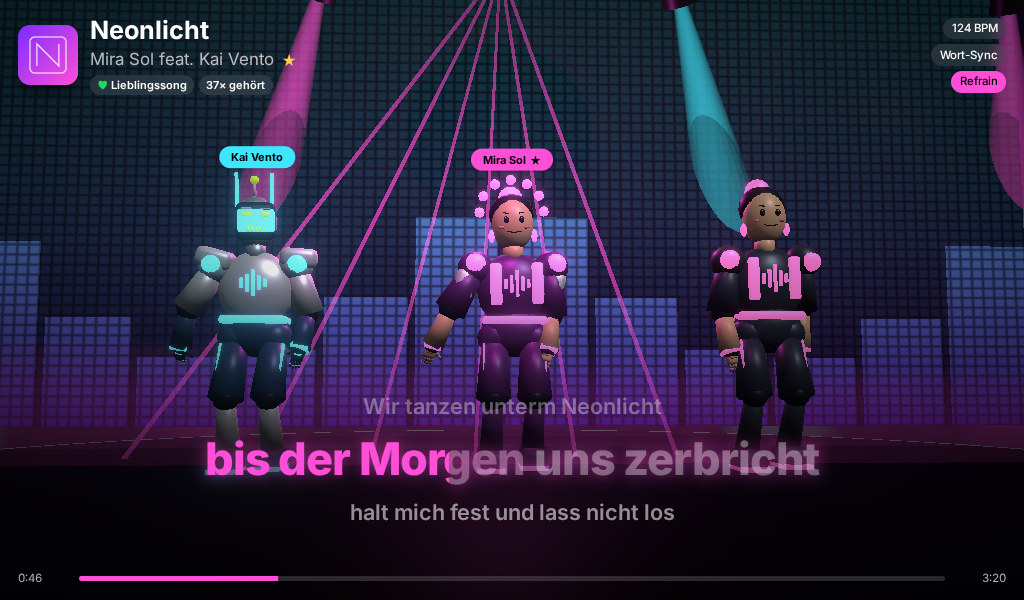 Neonlicht
Mira Sol feat. Kai Vento ★
Lieblingssong
37× gehört
124 BPM
Wort-Sync
Refrain
N
Kai Vento
Mira Sol ★
Wir tanzen unterm Neonlicht
bis der Morgen uns zerbricht
halt mich fest und lass nicht los
0:46
3:20